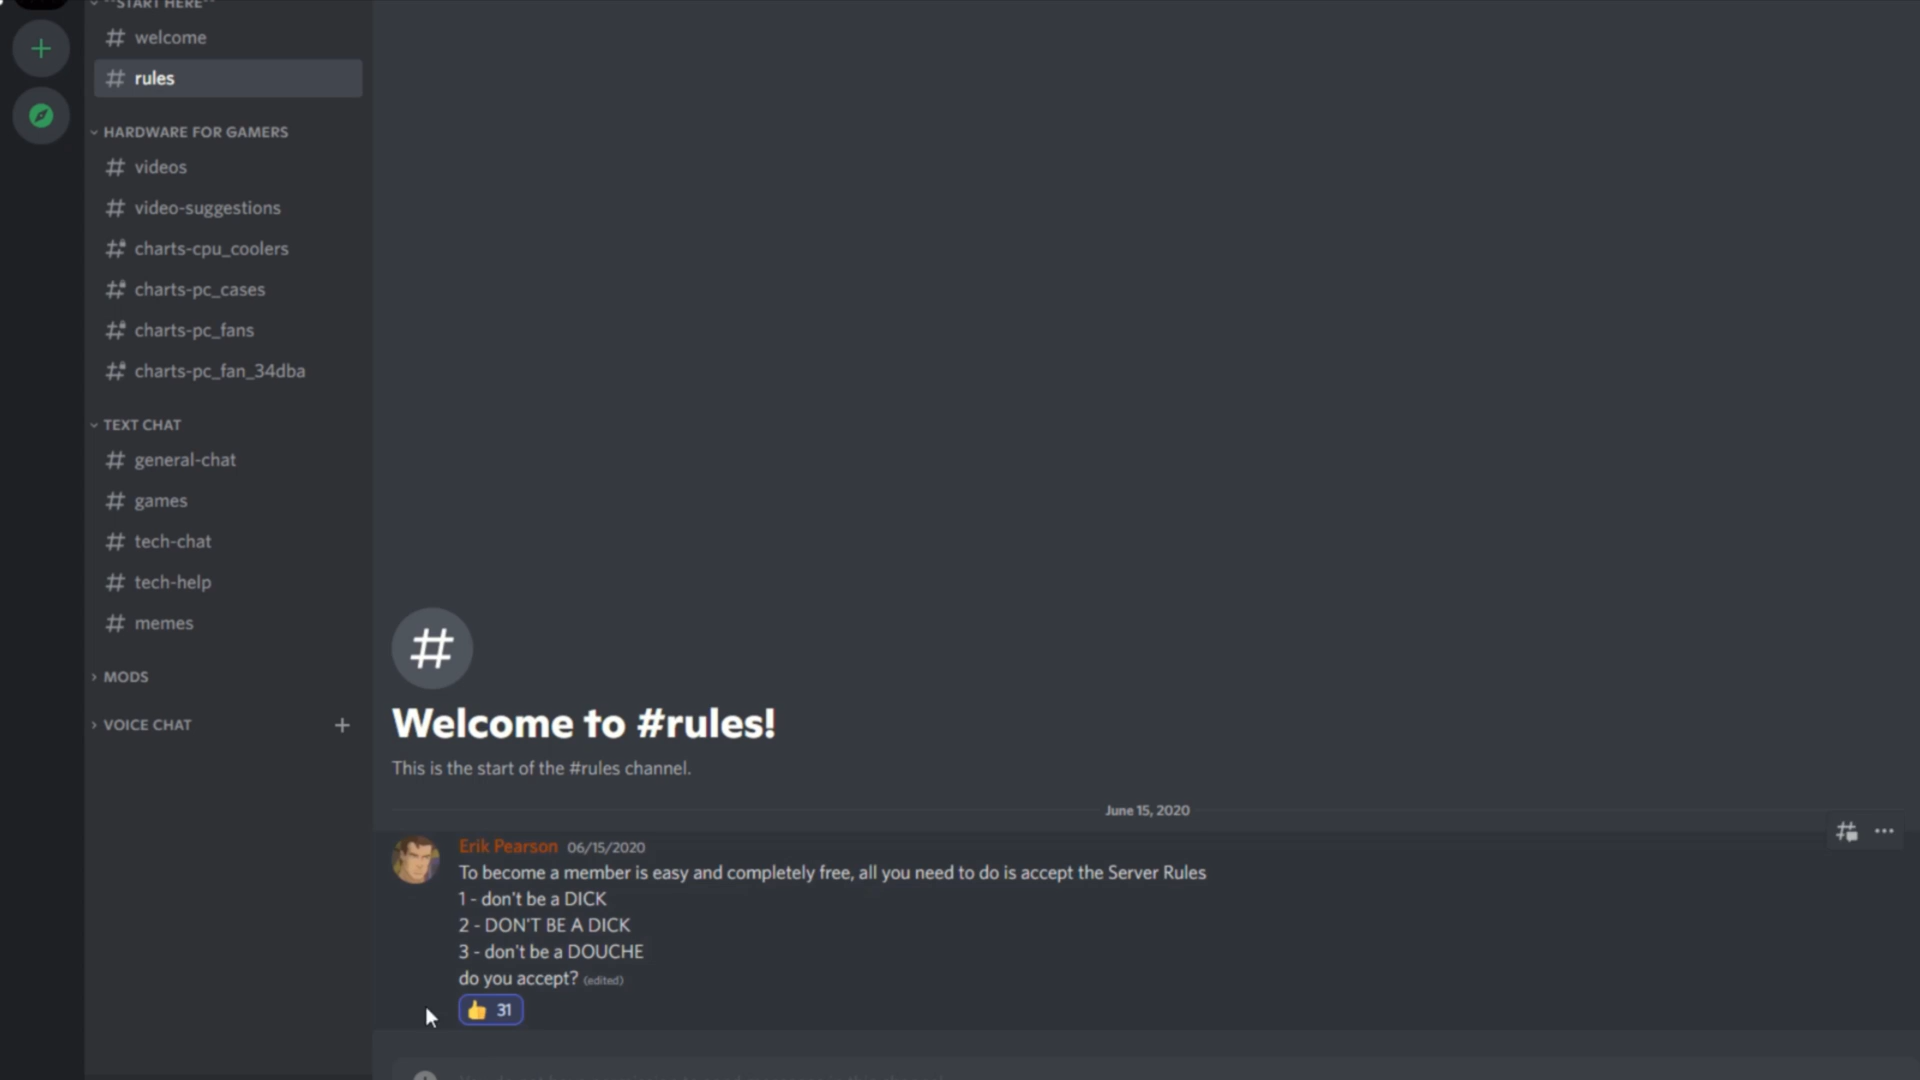 **START HERE**
welcome
rules
HARDWARE FOR GAMERS
videos
video-suggestions
charts-cpu_coolers
charts-pc_cases
charts-pc_fans
charts-pc_fan_34dba
TEXT CHAT
general-chat
games
tech-chat
tech-help
memes
MODS
VOICE CHAT
Welcome to #rules!
This is the start of the #rules channel.
June 15, 2020
Erik Pearson 06/15/2020
To become a member is easy and completely free, all you need to do is accept the Server Rules
1 - don't be a DICK
2 - DON'T BE A DICK
3 - don't be a DOUCHE
do you accept? (edited)
👍 31